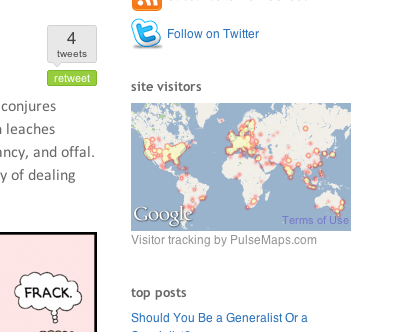 4
tweets
retweet
conjures
leaches
ancy, and offal.
y of dealing
FRACK.
Follow on Twitter
site visitors
Google
Terms of Use
Visitor tracking by PulseMaps.com
top posts
Should You Be a Generalist Or a